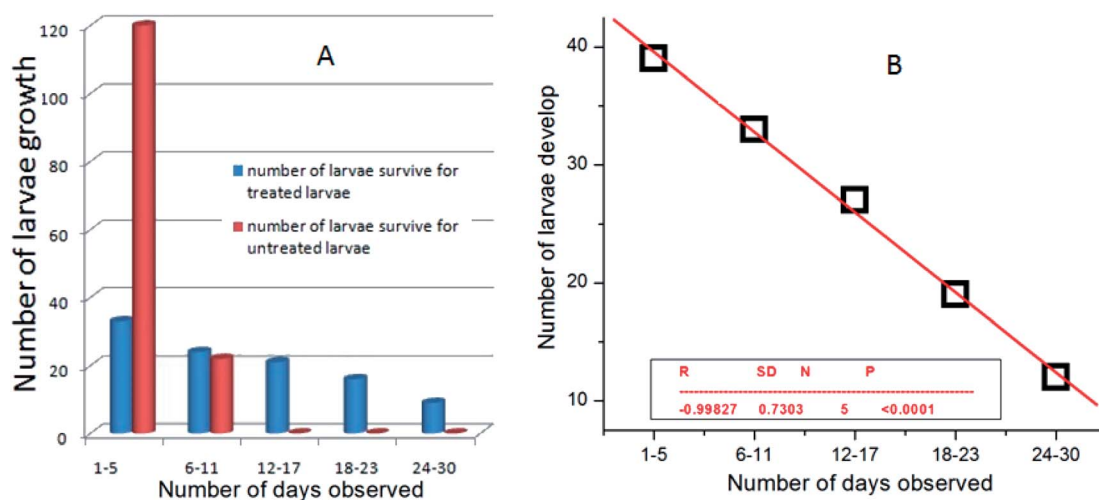 A
Number of larvae growth
120
100
80
60
40
20
0
number of larvae survive for
treated larvae
number of larvae survive for
untreated larvae
1-5 6-11 12-17 18-23 24-30
Number of days observed
B
Number of larvae develop
40
30
20
10
R SD N P
-0.99827 0.7303 5 <0.0001
1-5 6-11 12-17 18-23 24-30
Number of days observed